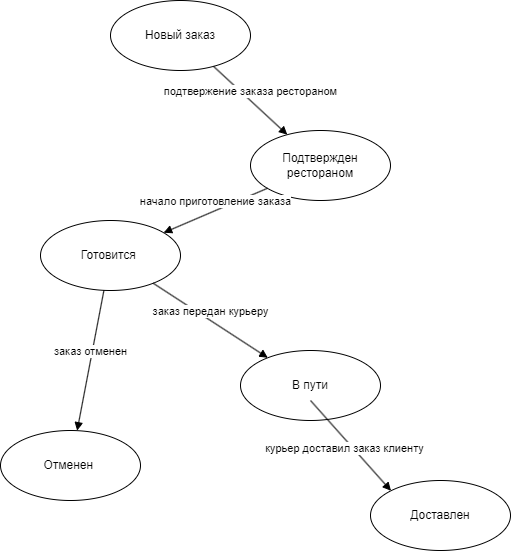 Новый заказ
подтвержение заказа рестораном
Подтвержден
рестораном
начало приготовление заказа
Готовится
заказ передан курьеру
заказ отменен
В пути
курьер доставил заказ клиенту
Отменен
Доставлен